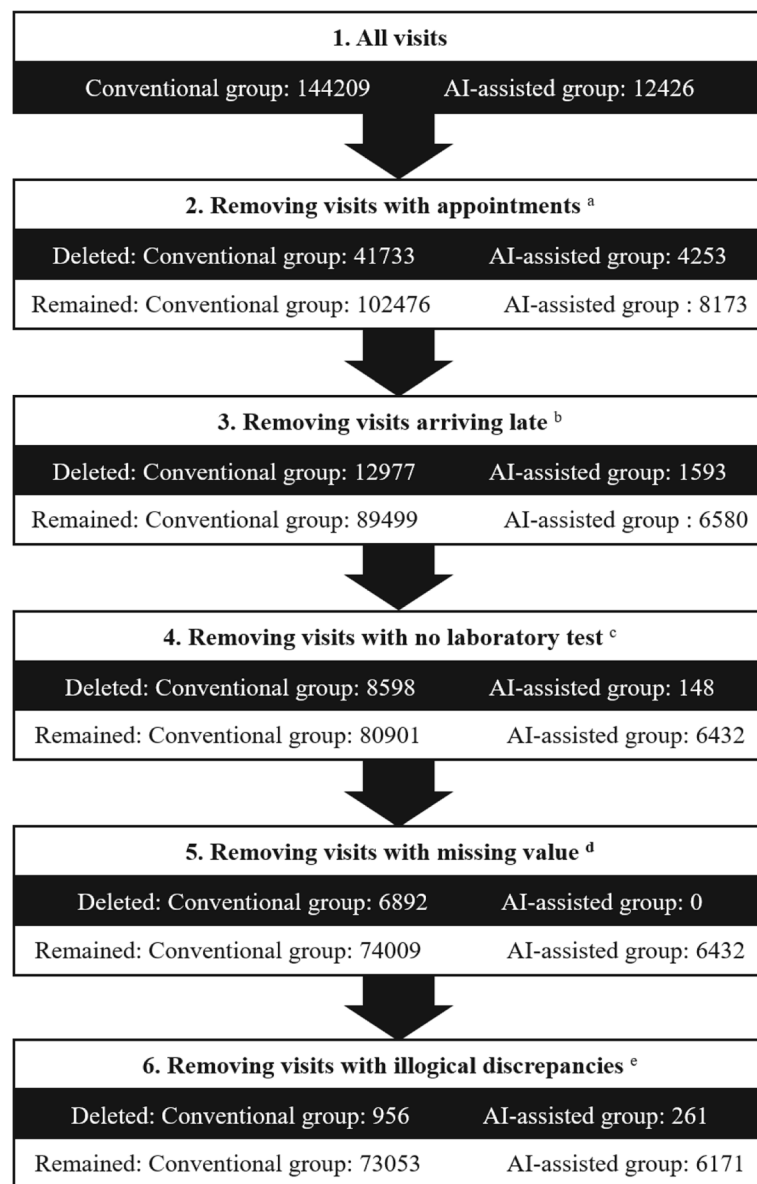 1. All visits
Conventional group: 144209 AI-assisted group: 12426
2. Removing visits with appointments a
Deleted: Conventional group: 41733 AI-assisted group: 4253
Remained: Conventional group: 102476 AI-assisted group : 8173
3. Removing visits arriving late b
Deleted: Conventional group: 12977 AI-assisted group: 1593
Remained: Conventional group: 89499 AI-assisted group : 6580
4. Removing visits with no laboratory test c
Deleted: Conventional group: 8598 AI-assisted group: 148
Remained: Conventional group: 80901 AI-assisted group: 6432
5. Removing visits with missing value d
Deleted: Conventional group: 6892 AI-assisted group: 0
Remained: Conventional group: 74009 AI-assisted group: 6432
6. Removing visits with illogical discrepancies e
Deleted: Conventional group: 956 AI-assisted group: 261
Remained: Conventional group: 73053 AI-assisted group: 6171